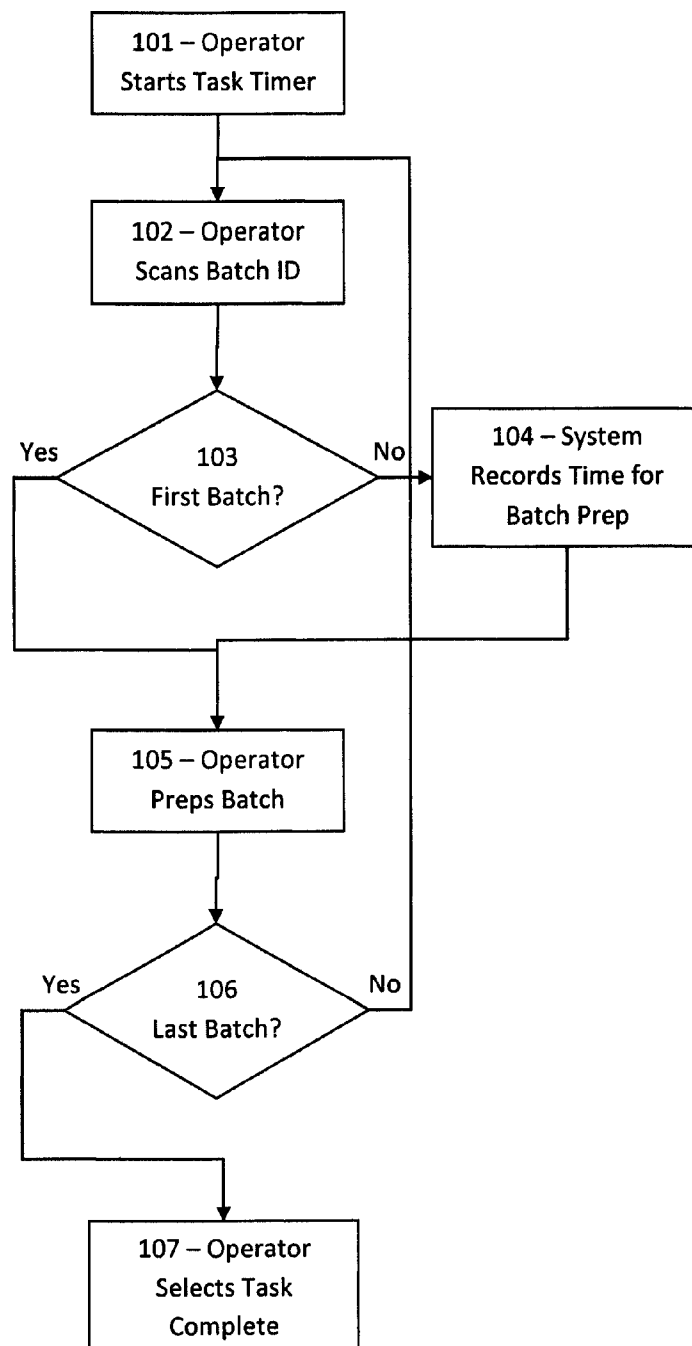 101 – Operator
Starts Task Timer
102 – Operator
Scans Batch ID
Yes
103
First Batch?
No
104 – System
Records Time for
Batch Prep
105 – Operator
Preps Batch
Yes
106
Last Batch?
No
107 – Operator
Selects Task
Complete